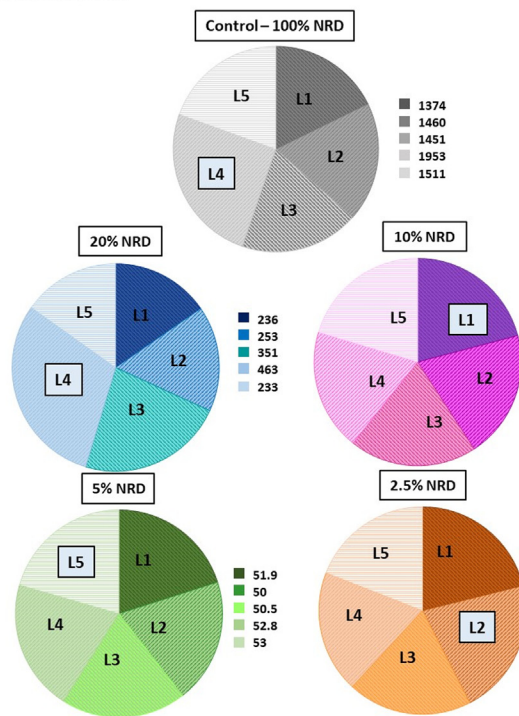 Control – 100% NRD
L1
L2
L3
L4
L5
1374
1460
1451
1953
1511
20% NRD
L1
L2
L3
L4
L5
236
253
351
463
233
10% NRD
L1
L2
L3
L4
L5
5% NRD
L1
L2
L3
L4
L5
51.9
50
50.5
52.8
53
2.5% NRD
L1
L2
L3
L4
L5